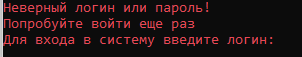 Неверный логин или пароль!
Попробуйте войти еще раз
Для входа в систему введите логин: